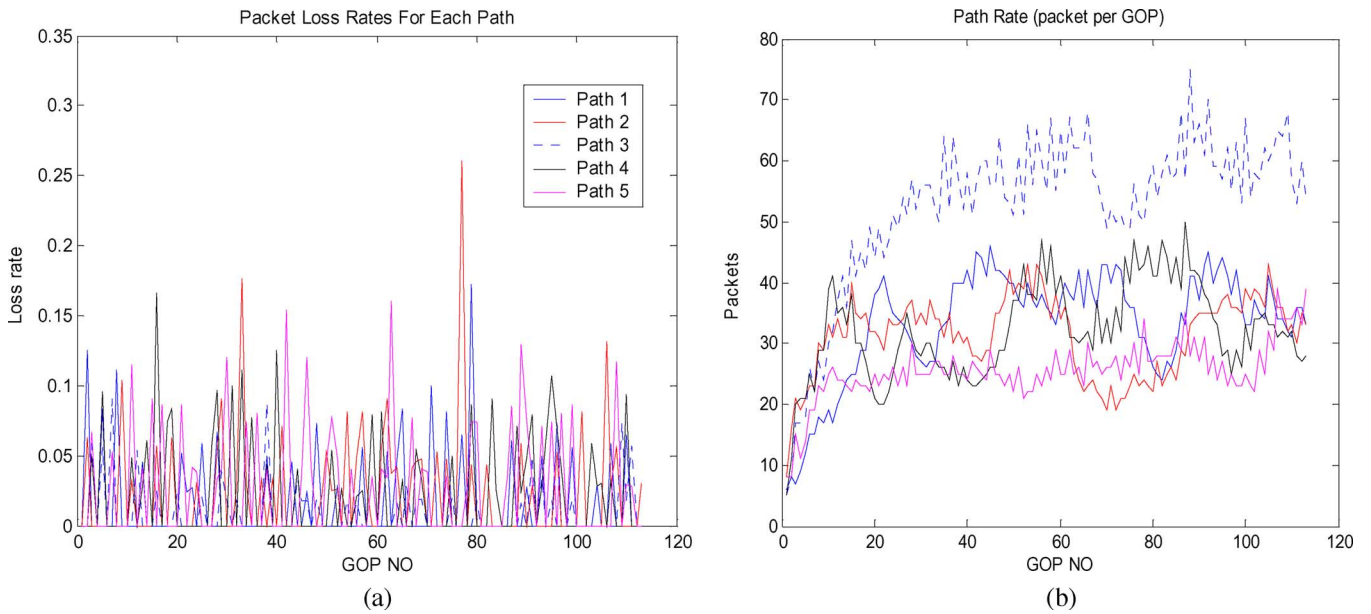 Packet Loss Rates For Each Path
0.35
0.3
0.25
0.2
0.15
0.1
0.05
0
Loss rate
Path 1
Path 2
Path 3
Path 4
Path 5
0 20 40 60 80 100 120
GOP NO
(a)
Path Rate (packet per GOP)
80
70
60
50
40
30
20
10
0
Packets
0 20 40 60 80 100 120
GOP NO
(b)